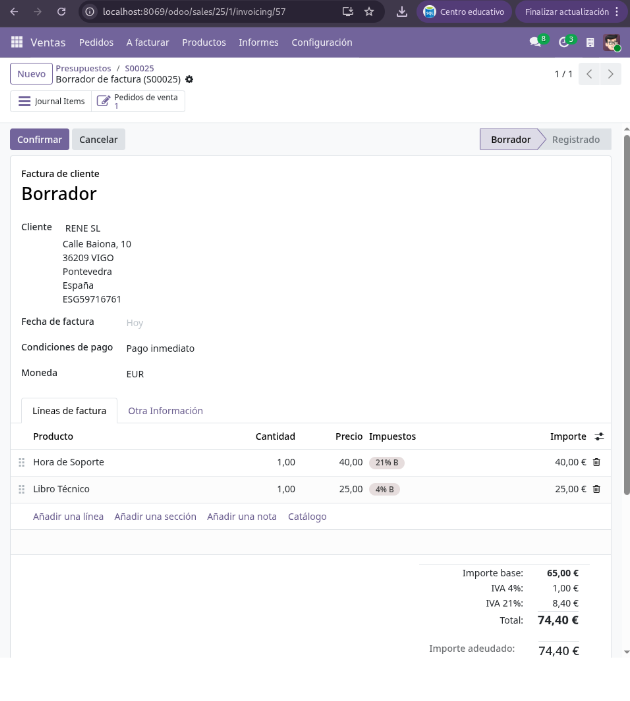 localhost:8069/odoo/sales/25/1/invoicing/57
Centro educativo
Finalizar actualización
Ventas
Pedidos
A facturar
Productos
Informes
Configuración
8
3
Nuevo
Presupuestos / S00025
Borrador de factura (S00025)
1 / 1
Journal Items
Pedidos de venta
1
Confirmar
Cancelar
Borrador
Registrado
Factura de cliente
Borrador
Cliente
RENE SL
Calle Baiona, 10
36209 VIGO
Pontevedra
España
ESG59716761
Fecha de factura
Hoy
Condiciones de pago
Pago inmediato
Moneda
EUR
Líneas de factura
Otra Información
Producto Cantidad Precio Impuestos Importe
Hora de Soporte 1,00 40,00 21% B 40,00 €
Libro Técnico 1,00 25,00 4% B 25,00 €
Añadir una línea Añadir una sección Añadir una nota Catálogo
Importe base: 65,00 €
IVA 4%: 1,00 €
IVA 21%: 8,40 €
Total: 74,40 €
Importe adeudado: 74,40 €